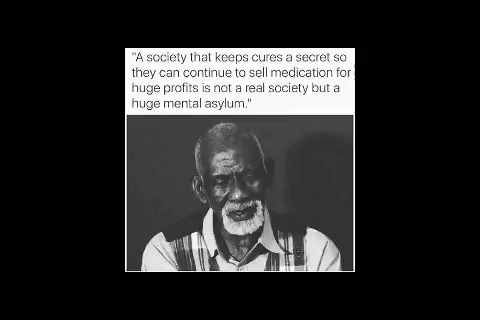 "A society that keeps cures a secret so
they can continue to sell medication for
huge profits is not a real society but a
huge mental asylum."